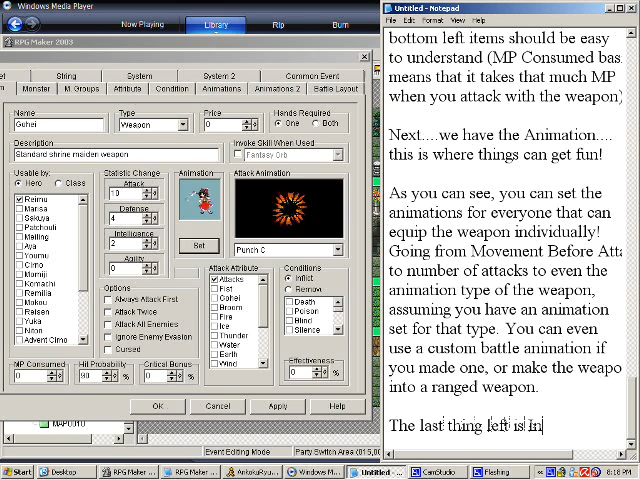 Windows Media Player
Now Playing
Library
Rip
Burn
RPG Maker 2003
String
System
System 2
Common Event
Monster
M. Groups
Attribute
Condition
Animations
Animations 2
Battle Layout
Name
Gohei
Type
Weapon
Price
0
Hands Required
One
Both
Description
Standard shrine maiden weapon
Invoke Skill When Used
Fantasy Orb
Usable by:
Hero
Class
Reimu
Marisa
Sakuya
Patchouli
Meiling
Aya
Youmu
Cirno
Momiji
Komachi
Remilia
Mokou
Reisen
Yuka
Nitori
Advent Cirno
Statistic Change
Attack
10
Defense
4
Intelligence
2
Agility
0
Animation
Set
Attack Animation
Punch C
Options
Always Attack First
Attack Twice
Attack All Enemies
Ignore Enemy Evasion
Cursed
Attack Attribute
Attacks
Fist
Gohei
Broom
Fire
Ice
Thunder
Water
Earth
Wind
Conditions
Inflict
Remove
Death
Poison
Blind
Silence
Effectiveness
0
%
MP Consumed
0
Hit Probability
90
%
Critical Bonus
0
%
OK
Cancel
Apply
Help
MAP0010
Event Editing Mode
Party Switch Area (015,00
Untitled - Notepad
File Edit Format View Help
bottom left items should be easy
to understand (MP Consumed bas
means that it takes that much MP
when you attack with the weapon)
Next....we have the Animation....
this is where things can get fun!
As you can see, you can set the
animations for everyone that can
equip the weapon individually!
Going from Movement Before Atta
to number of attacks to even the
animation type of the weapon,
assuming you have an animation
set for that type. You can even
use a custom battle animation if
you made one, or make the weapo
into a ranged weapon.
The last thing left is In
Start
Desktop
RPG Maker ...
RPG Maker ...
AntokuRyu...
Windows M...
Untitled - ...
CamStudio
Flashing
8:18 PM